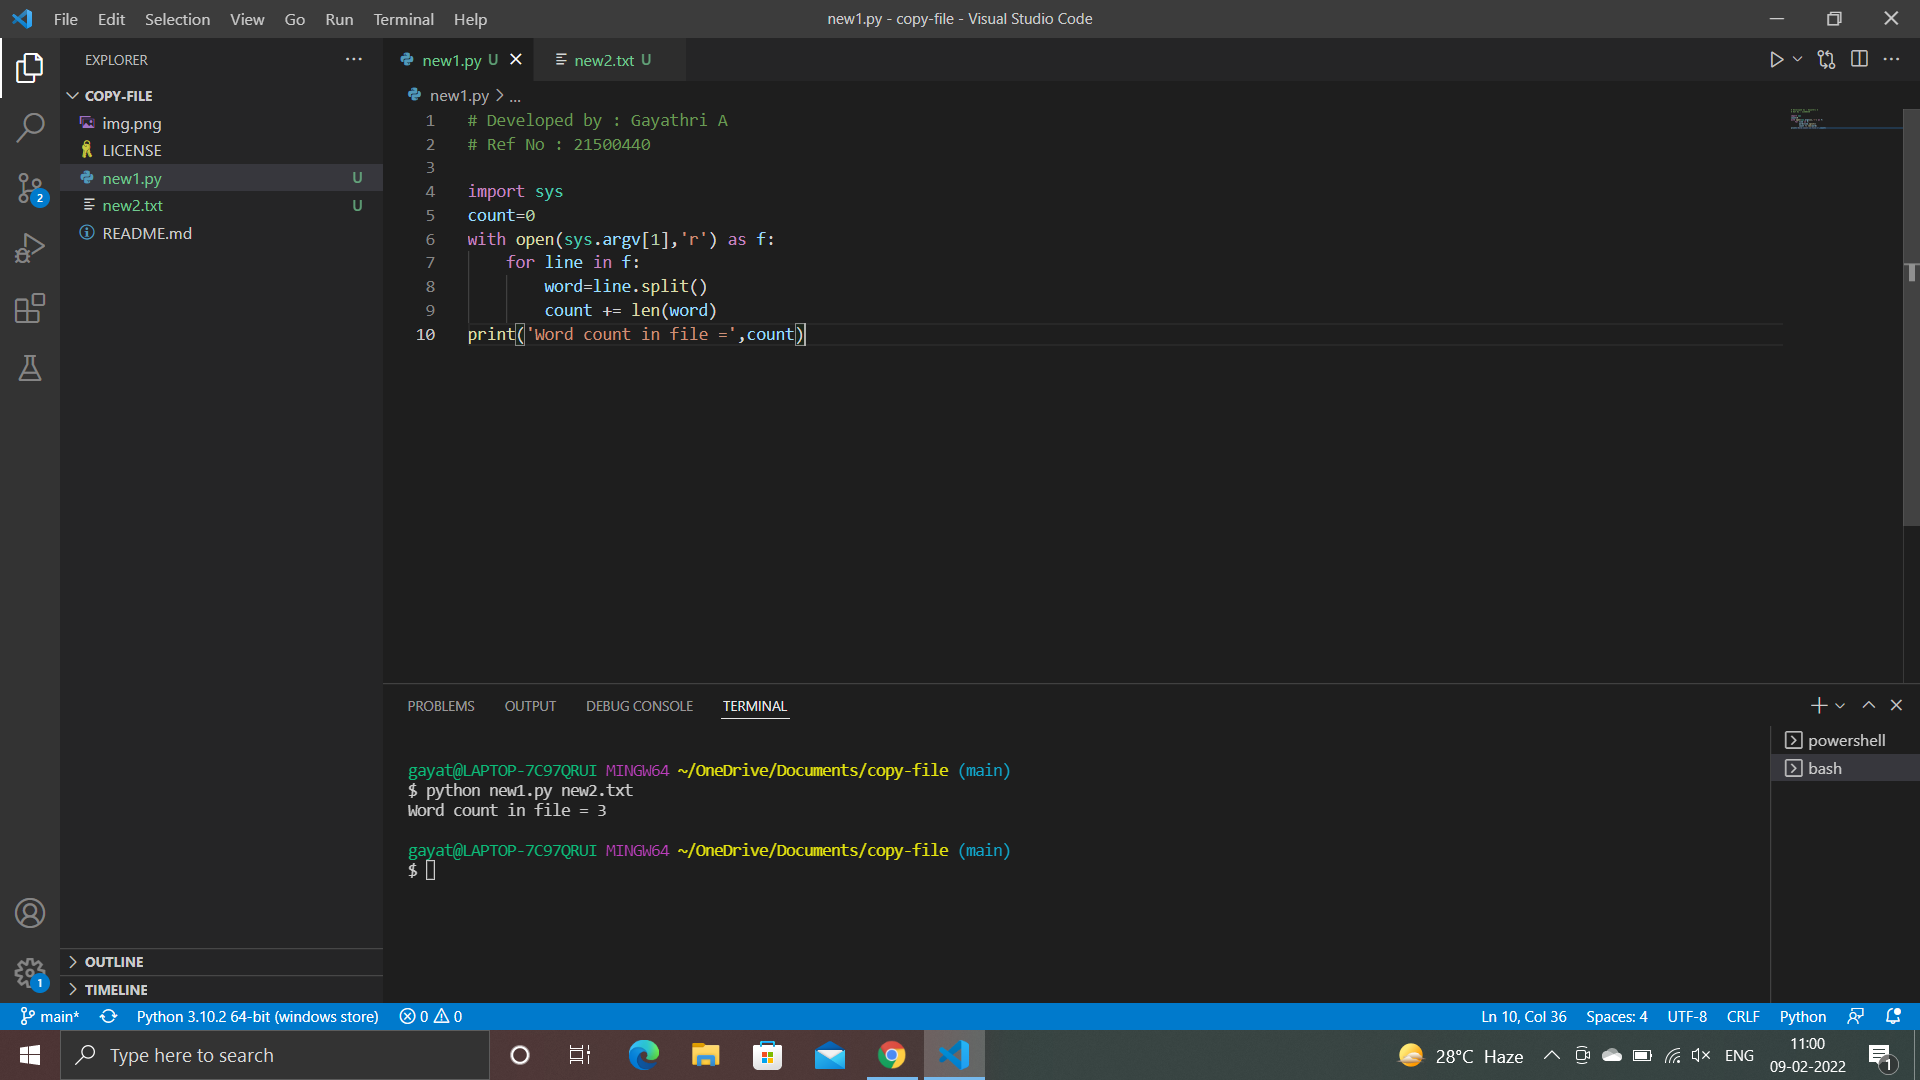 File Edit Selection View Go Run Terminal Help
new1.py - copy-file - Visual Studio Code
EXPLORER
COPY-FILE
img.png
LICENSE
new1.py U
new2.txt U
README.md
OUTLINE
TIMELINE
new1.py U
new2.txt U
new1.py > ...
1 # Developed by : Gayathri A
2 # Ref No : 21500440
3
4 import sys
5 count=0
6 with open(sys.argv[1],'r') as f:
7     for line in f:
8         word=line.split()
9         count += len(word)
10 print('Word count in file =',count)
PROBLEMS OUTPUT DEBUG CONSOLE TERMINAL
gayat@LAPTOP-7C97QRUI MINGW64 ~/OneDrive/Documents/copy-file (main)
$ python new1.py new2.txt
Word count in file = 3
gayat@LAPTOP-7C97QRUI MINGW64 ~/OneDrive/Documents/copy-file (main)
$
powershell
bash
2
1
main* Python 3.10.2 64-bit (windows store) 0 0
Ln 10, Col 36 Spaces: 4 UTF-8 CRLF Python
Type here to search
28°C Haze
ENG
11:00
09-02-2022
1